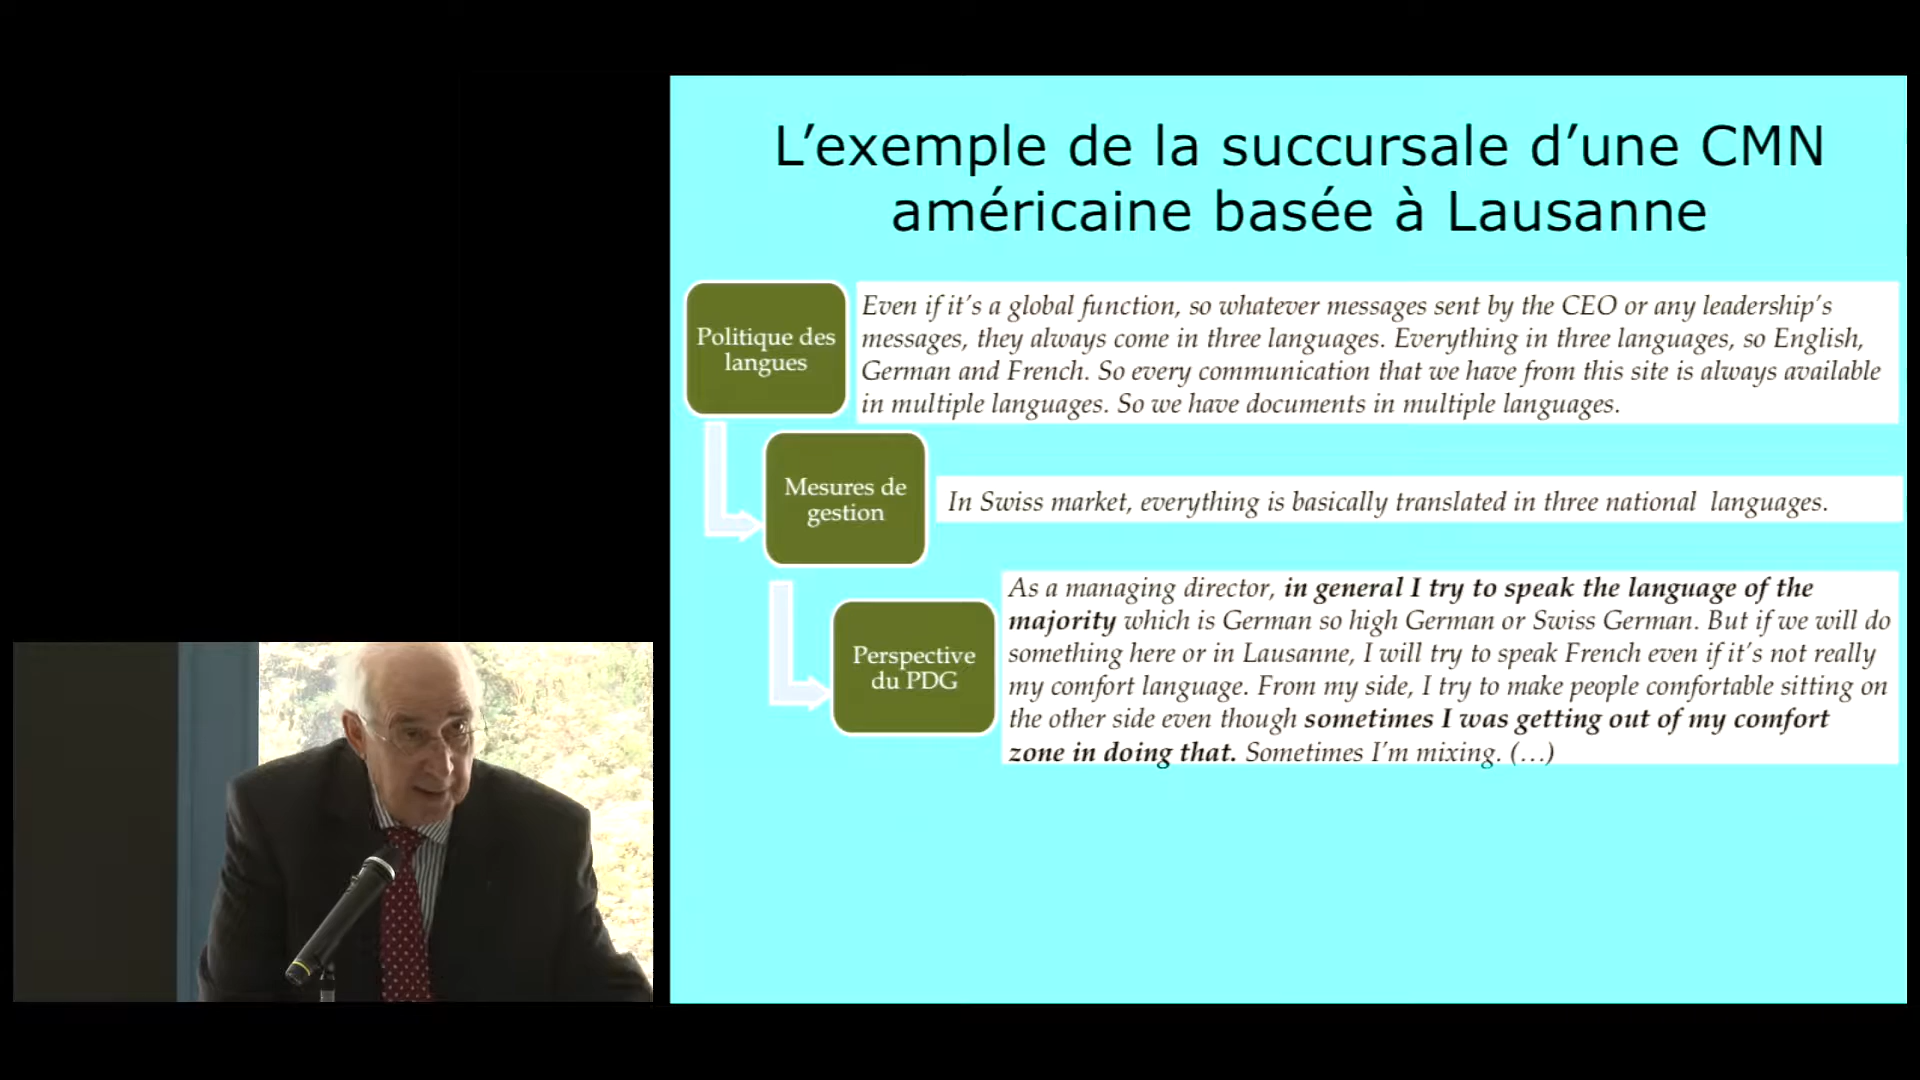 L’exemple de la succursale d’une CMN
américaine basée à Lausanne
Politique des
langues
Even if it’s a global function, so whatever messages sent by the CEO or any leadership’s
messages, they always come in three languages. Everything in three languages, so English,
German and French. So every communication that we have from this site is always available
in multiple languages. So we have documents in multiple languages.
Mesures de
gestion
In Swiss market, everything is basically translated in three national languages.
Perspective
du PDG
As a managing director, in general I try to speak the language of the
majority which is German so high German or Swiss German. But if we will do
something here or in Lausanne, I will try to speak French even if it’s not really
my comfort language. From my side, I try to make people comfortable sitting on
the other side even though sometimes I was getting out of my comfort
zone in doing that. Sometimes I’m mixing. (…)